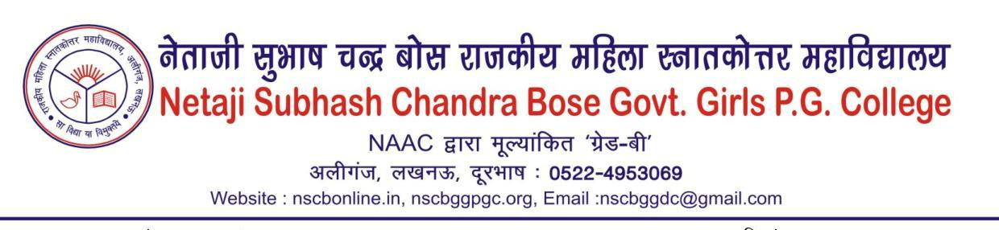 राजकीय महिला स्नातकोत्तर महाविद्यालय, अलीगंज, लखनऊ
सा विद्या या विमुक्तये
नेताजी सुभाष चन्द्र बोस राजकीय महिला स्नातकोत्तर महाविद्यालय
Netaji Subhash Chandra Bose Govt. Girls P.G. College
NAAC द्वारा मूल्यांकित ‘ग्रेड-बी’
अलीगंज, लखनऊ, दूरभाष : 0522-4953069
Website : nscbonline.in, nscbggpgc.org, Email :nscbggdc@gmail.com